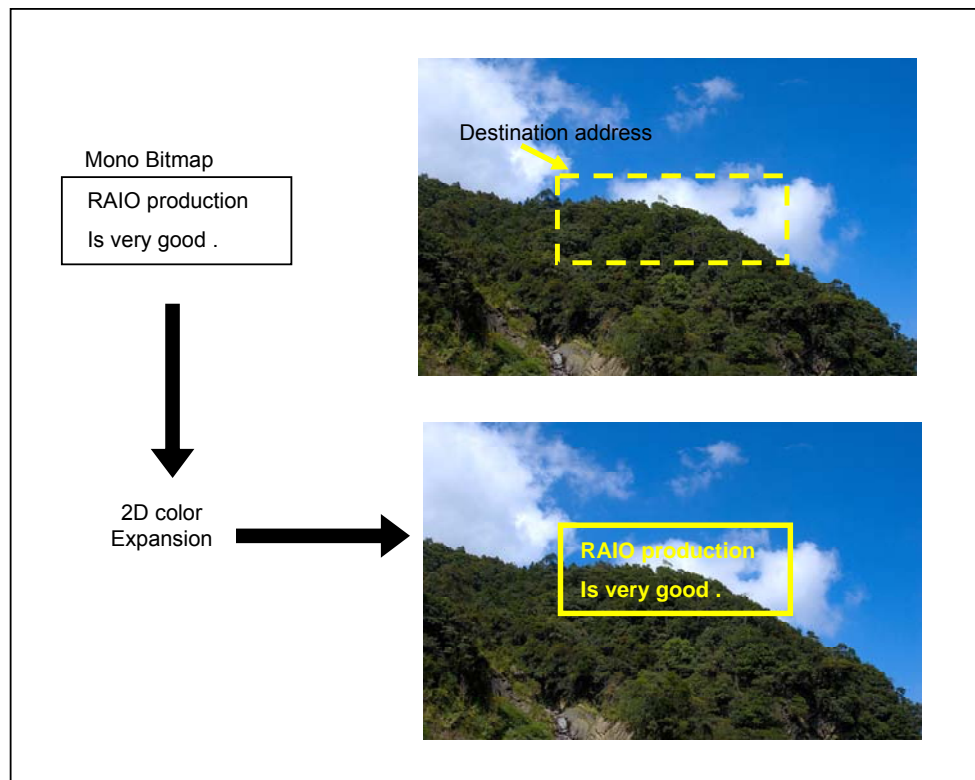 Destination address
Mono Bitmap
RAIO production
Is very good .
2D color
Expansion
RAIO production
Is very good .